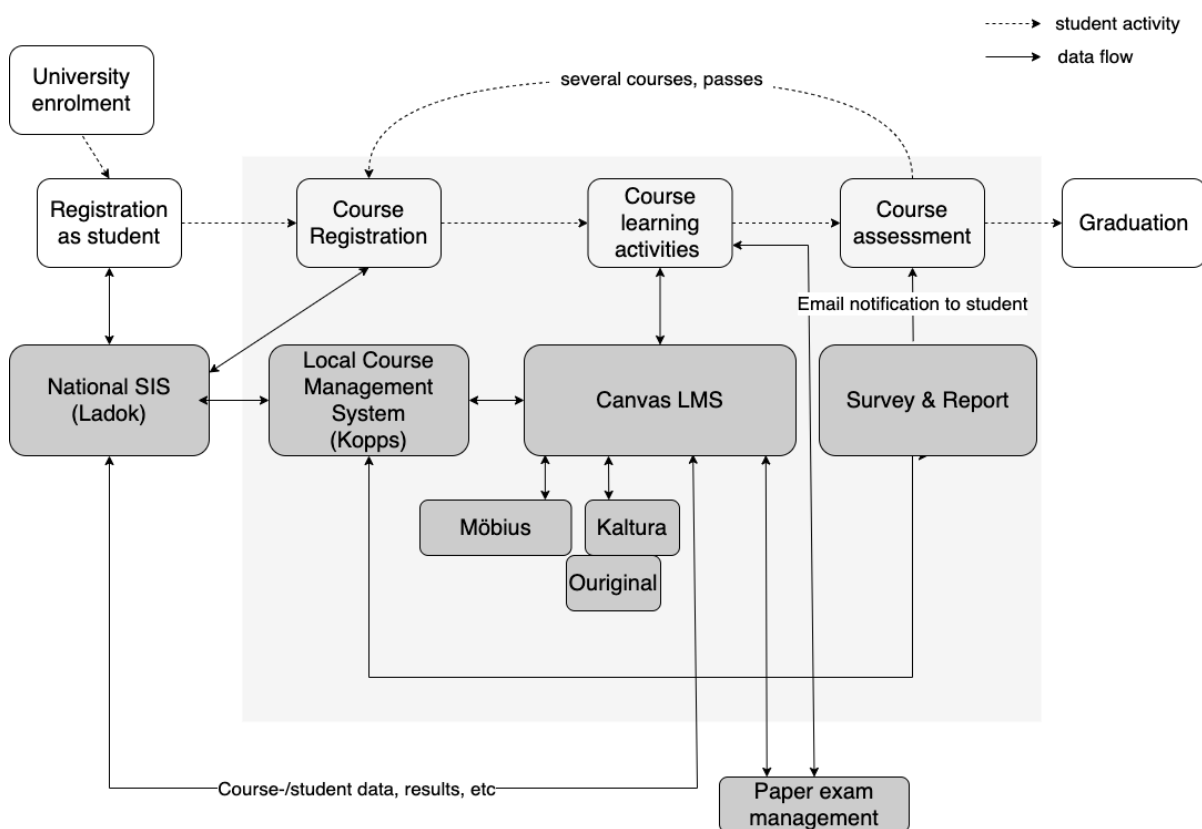 student activity
data flow
University
enrolment
several courses, passes
Registration
as student
Course
Registration
Course
learning
activities
Course
assessment
Graduation
Email notification to student
National SIS
(Ladok)
Local Course
Management
System
(Kopps)
Canvas LMS
Survey & Report
Möbius
Kaltura
Ouriginal
Course-/student data, results, etc
Paper exam
management